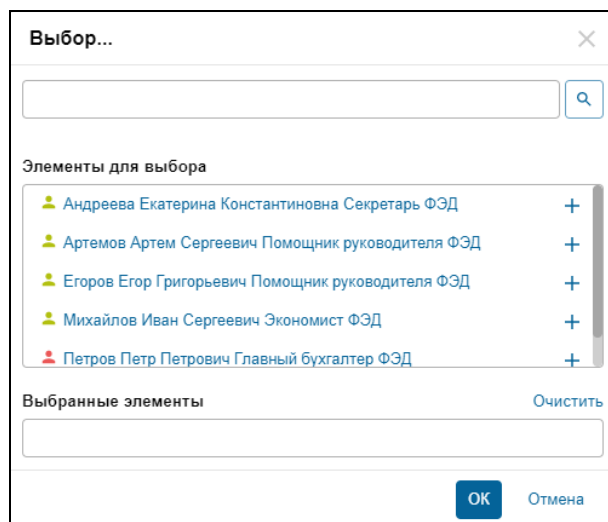 Выбор...
Элементы для выбора
Андреева Екатерина Константиновна Секретарь ФЭД
Артемов Артем Сергеевич Помощник руководителя ФЭД
Егоров Егор Григорьевич Помощник руководителя ФЭД
Михайлов Иван Сергеевич Экономист ФЭД
Петров Петр Петрович Главный бухгалтер ФЭД
Выбранные элементы Очистить
ОК Отмена